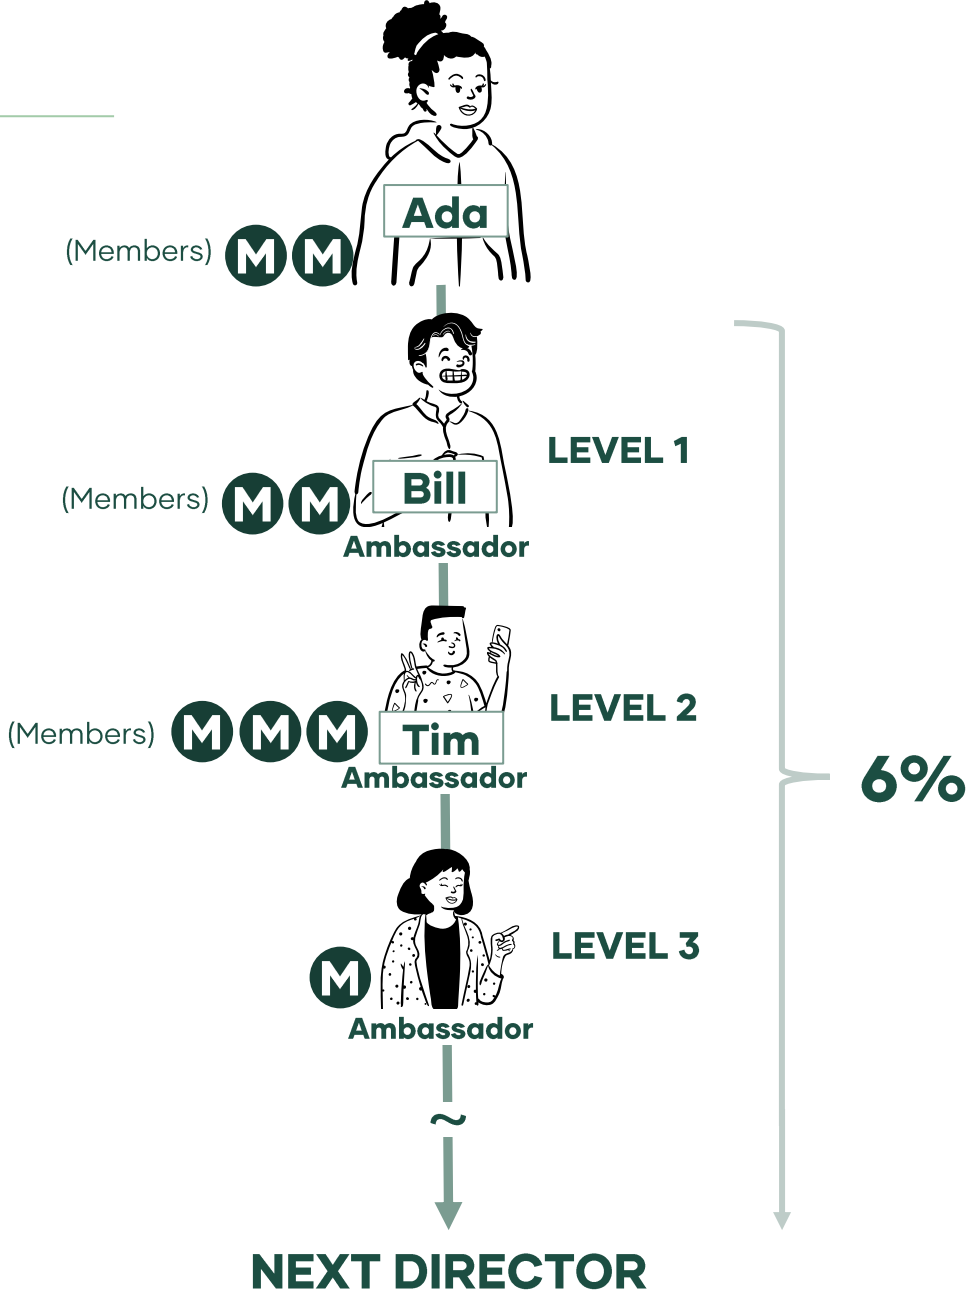 Ada
(Members) M M
LEVEL 1
Bill
(Members) M M
Ambassador
LEVEL 2
(Members) M M M Tim
Ambassador
6%
LEVEL 3
M
Ambassador
~
NEXT DIRECTOR